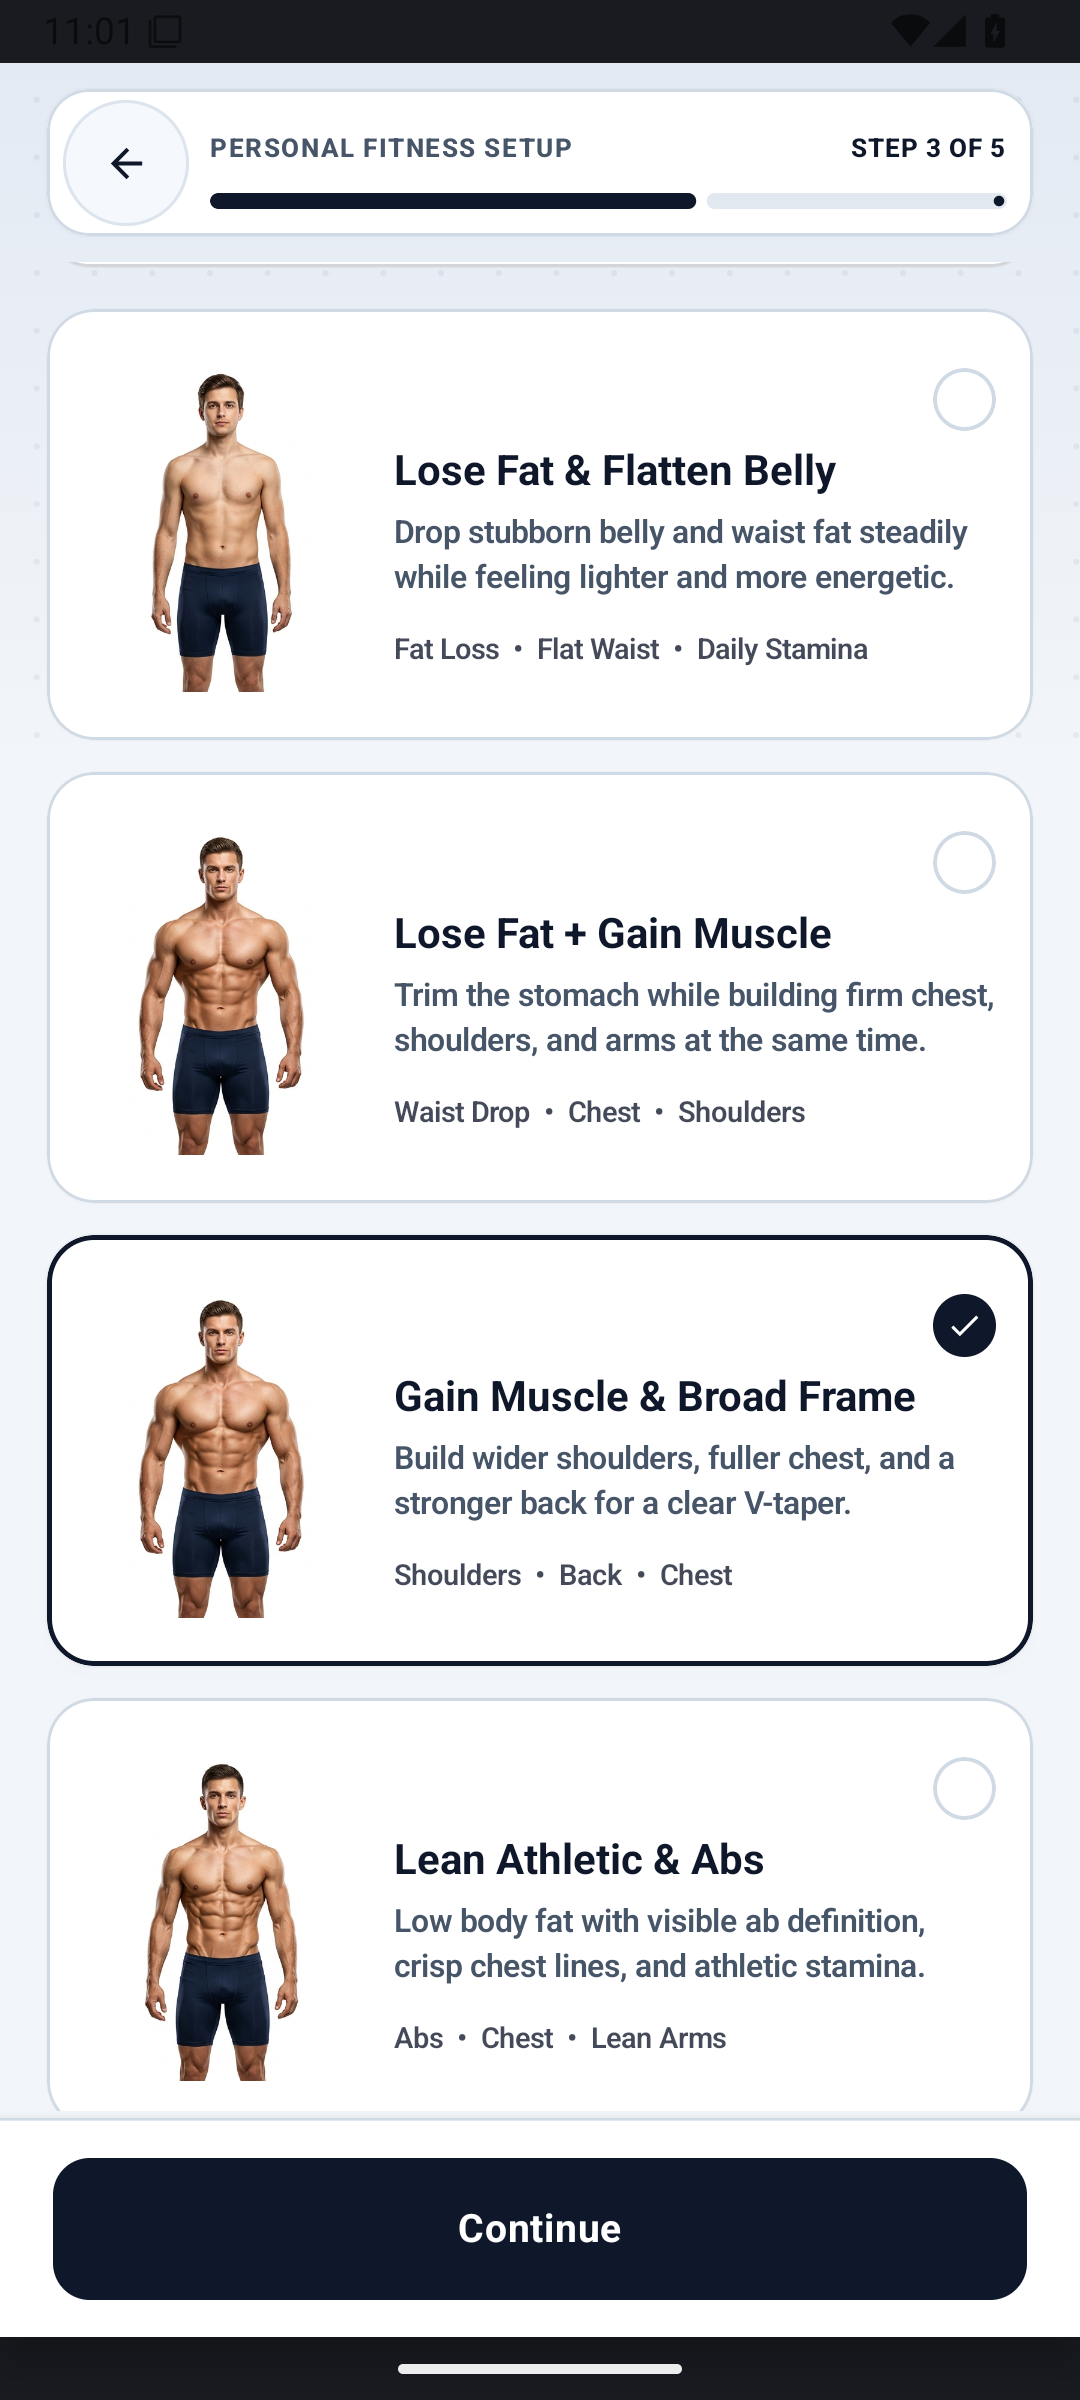 11:01
PERSONAL FITNESS SETUP
STEP 3 OF 5
Lose Fat & Flatten Belly
Drop stubborn belly and waist fat steadily
while feeling lighter and more energetic.
Fat Loss • Flat Waist • Daily Stamina
Lose Fat + Gain Muscle
Trim the stomach while building firm chest,
shoulders, and arms at the same time.
Waist Drop • Chest • Shoulders
Gain Muscle & Broad Frame
Build wider shoulders, fuller chest, and a
stronger back for a clear V-taper.
Shoulders • Back • Chest
Lean Athletic & Abs
Low body fat with visible ab definition,
crisp chest lines, and athletic stamina.
Abs • Chest • Lean Arms
Continue